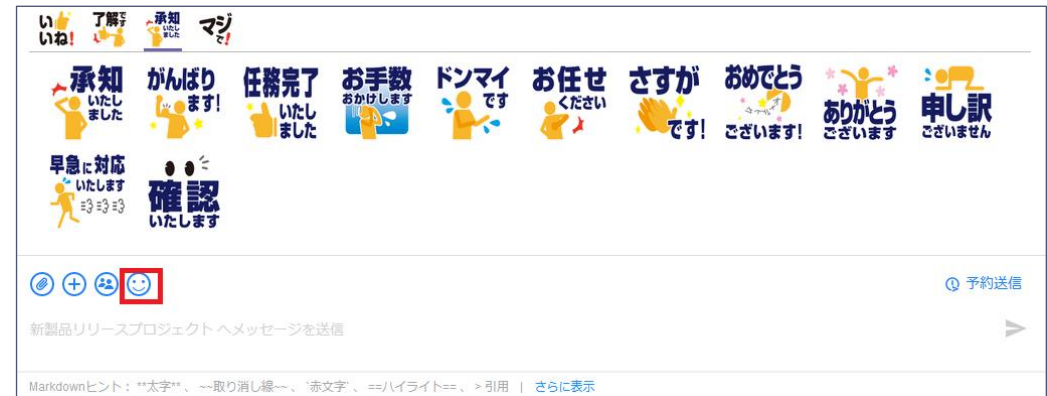 いいね! 了解です 承知いたしました マジで!
承知いたしました がんばります! 任務完了いたしました お手数おかけします ドンマイです お任せください さすがです! おめでとうございます! ありがとうございます 申し訳ございません
早急に対応いたします 確認いたします
予約送信
新製品リリースプロジェクト へメッセージを送信
Markdownヒント: **太字** 、 ~~取り消し線~~ 、 `赤文字` 、 ==ハイライト== 、 > 引用 | さらに表示